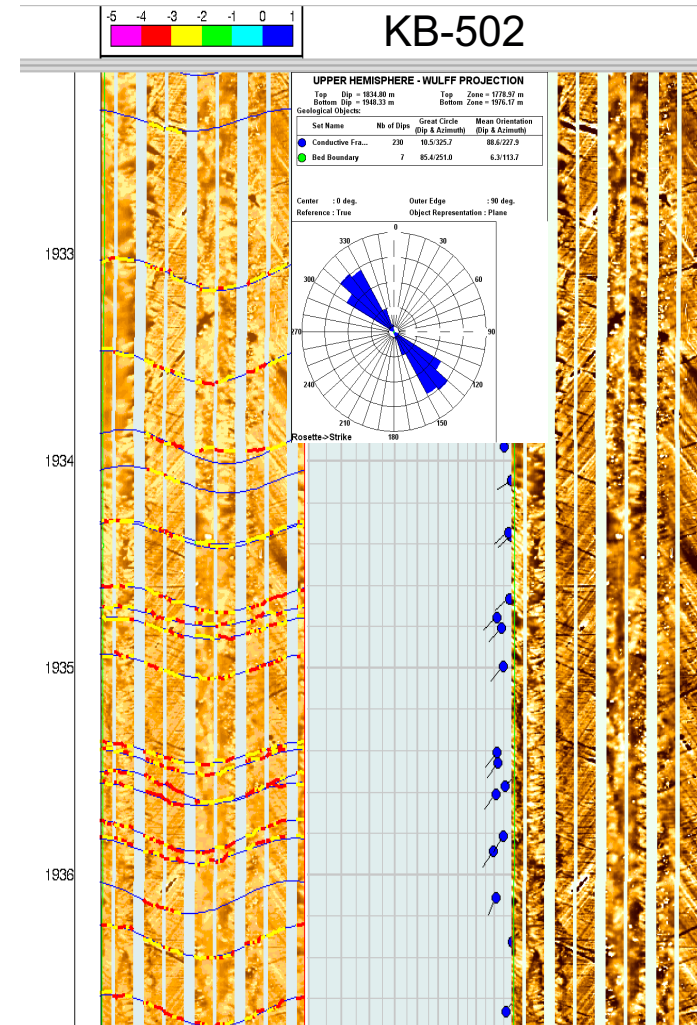 -5 -4 -3 -2 -1 0 1
KB-502
UPPER HEMISPHERE - WULFF PROJECTION
Top Dip = 1834.80 m Top Zone = 1778.97 m
Bottom Dip = 1948.33 m Bottom Zone = 1976.17 m
Geological Objects:
Set Name Nb of Dips Great Circle (Dip & Azimuth) Mean Orientation (Dip & Azimuth)
Conductive Fra... 230 10.5/325.7 88.6/227.9
Bed Boundary 7 85.4/251.0 6.3/113.7
Center : 0 deg. Outer Edge : 90 deg.
Reference : True Object Representation : Plane
0
330 30
300 60
270 90
240 120
210 150
180
Rosette->Strike
1933
1934
1935
1936